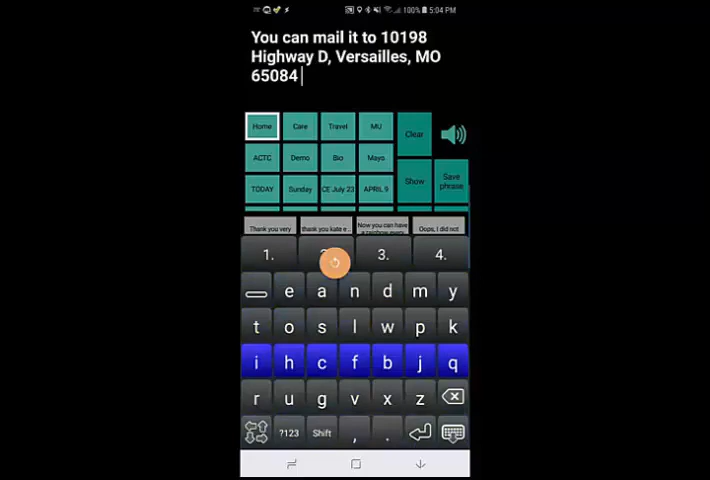 100% 5:04 PM
You can mail it to 10198
Highway D, Versailles, MO
65084
Home Care Travel MU Clear
ACTC Demo Bio Mayo
TODAY Sunday CE July 23 APRIL 9 Show Save phrase
Thank you very thank you kate e... Now you can have Oops, I did not
1. 3. 4.
e a n d m y
t o s l w p k
i h c f b j q
r u g v x z
?123 Shift , .